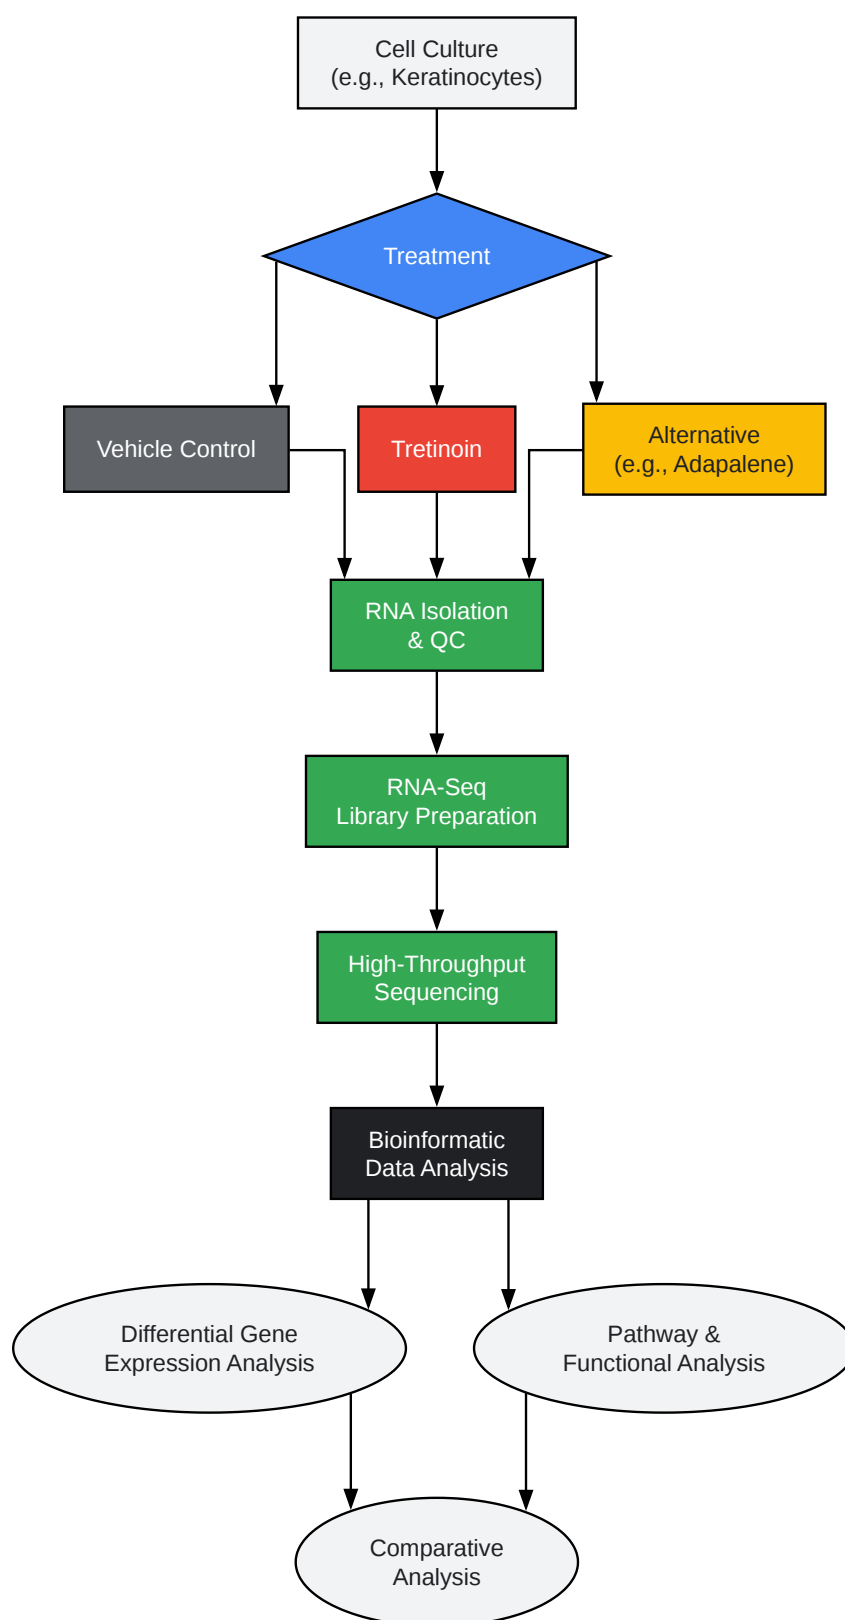 Cell Culture
(e.g., Keratinocytes)
Treatment
Vehicle Control
Tretinoin
Alternative
(e.g., Adapalene)
RNA Isolation
& QC
RNA-Seq
Library Preparation
High-Throughput
Sequencing
Bioinformatic
Data Analysis
Differential Gene
Expression Analysis
Pathway &
Functional Analysis
Comparative
Analysis